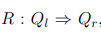 R : Q_l ⇒ Q_r,